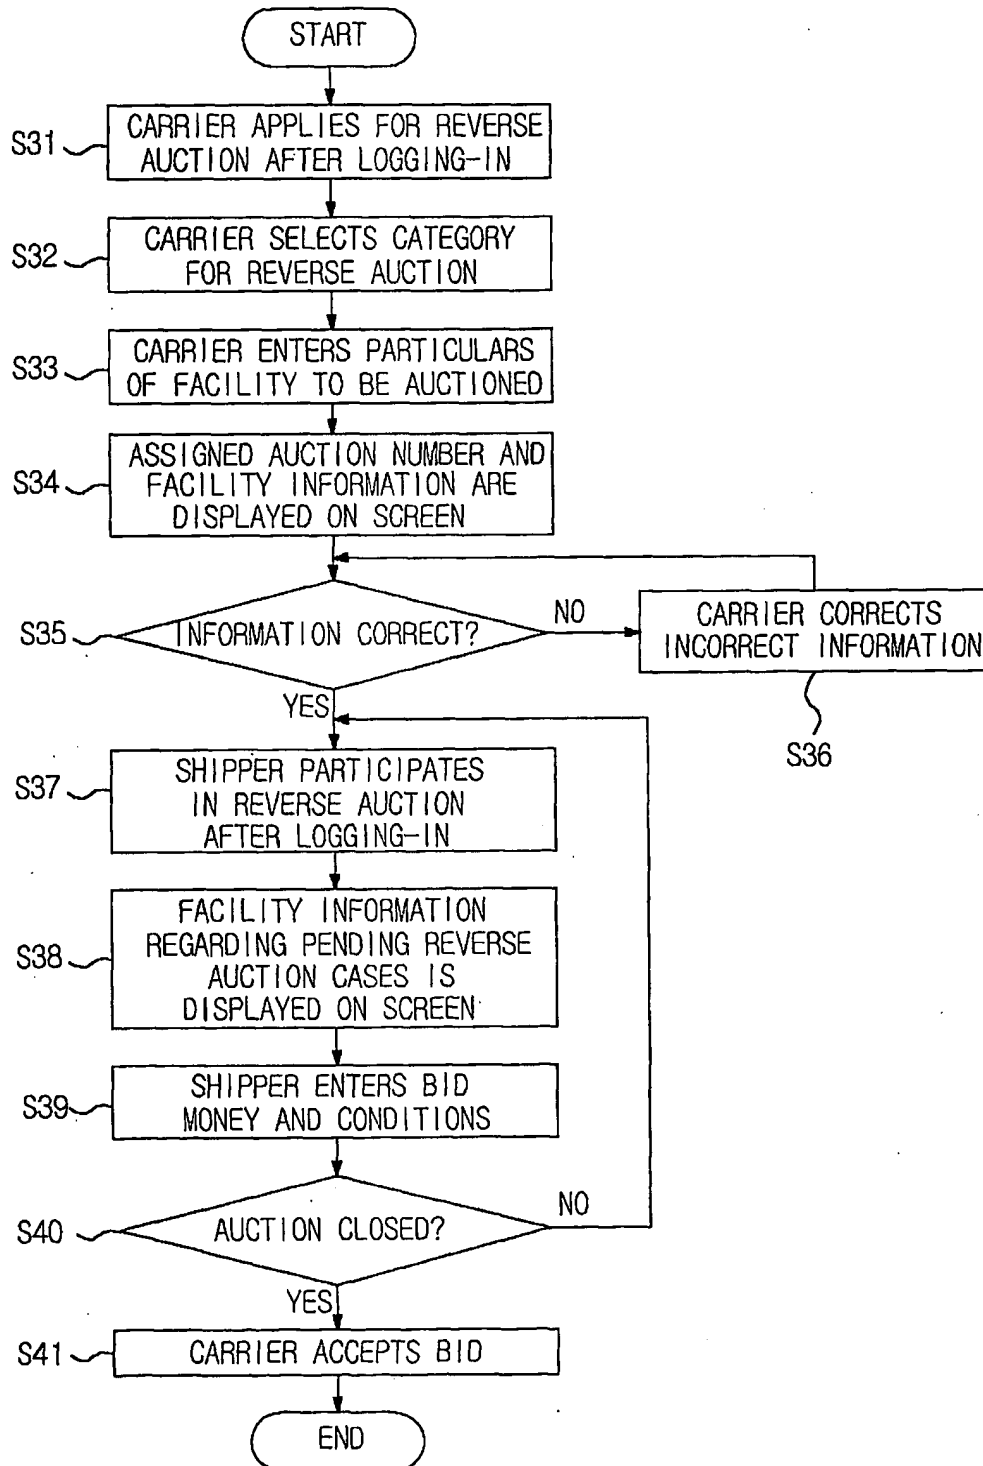 START
S31
CARRIER APPLIES FOR REVERSE
AUCTION AFTER LOGGING-IN
S32
CARRIER SELECTS CATEGORY
FOR REVERSE AUCTION
S33
CARRIER ENTERS PARTICULARS
OF FACILITY TO BE AUCTIONED
S34
ASSIGNED AUCTION NUMBER AND
FACILITY INFORMATION ARE
DISPLAYED ON SCREEN
S35
INFORMATION CORRECT?
NO
CARRIER CORRECTS
INCORRECT INFORMATION
S36
YES
S37
SHIPPER PARTICIPATES
IN REVERSE AUCTION
AFTER LOGGING-IN
S38
FACILITY INFORMATION
REGARDING PENDING REVERSE
AUCTION CASES IS
DISPLAYED ON SCREEN
S39
SHIPPER ENTERS BID
MONEY AND CONDITIONS
S40
AUCTION CLOSED?
NO
YES
S41
CARRIER ACCEPTS BID
END